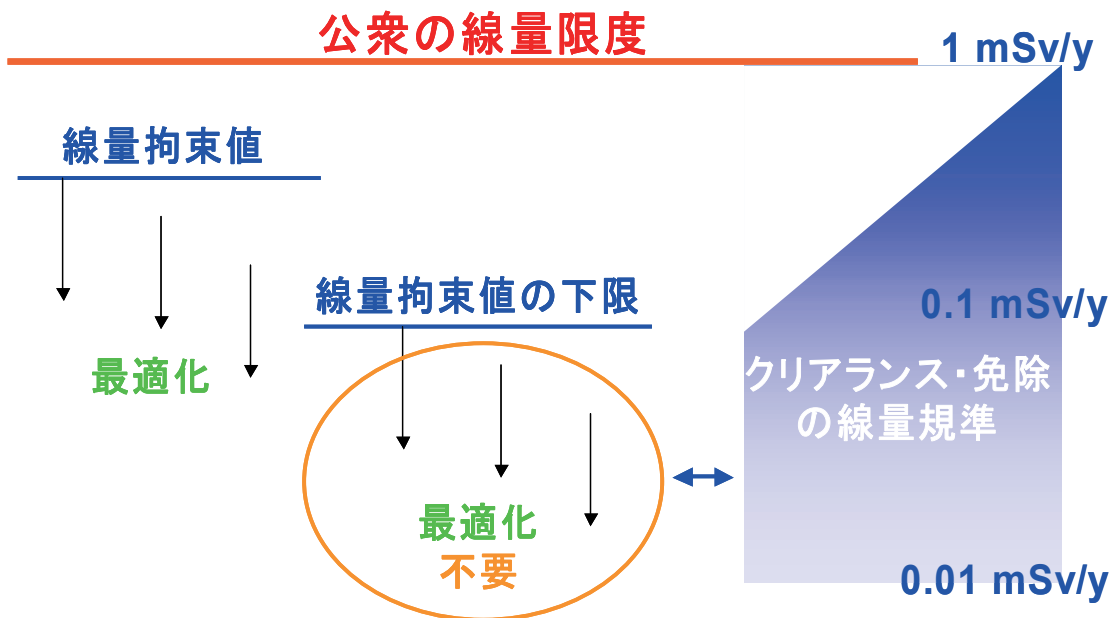 公衆の線量限度
1 mSv/y
線量拘束値
線量拘束値の下限
0.1 mSv/y
最適化
クリアランス・免除
の線量規準
最適化
不要
0.01 mSv/y